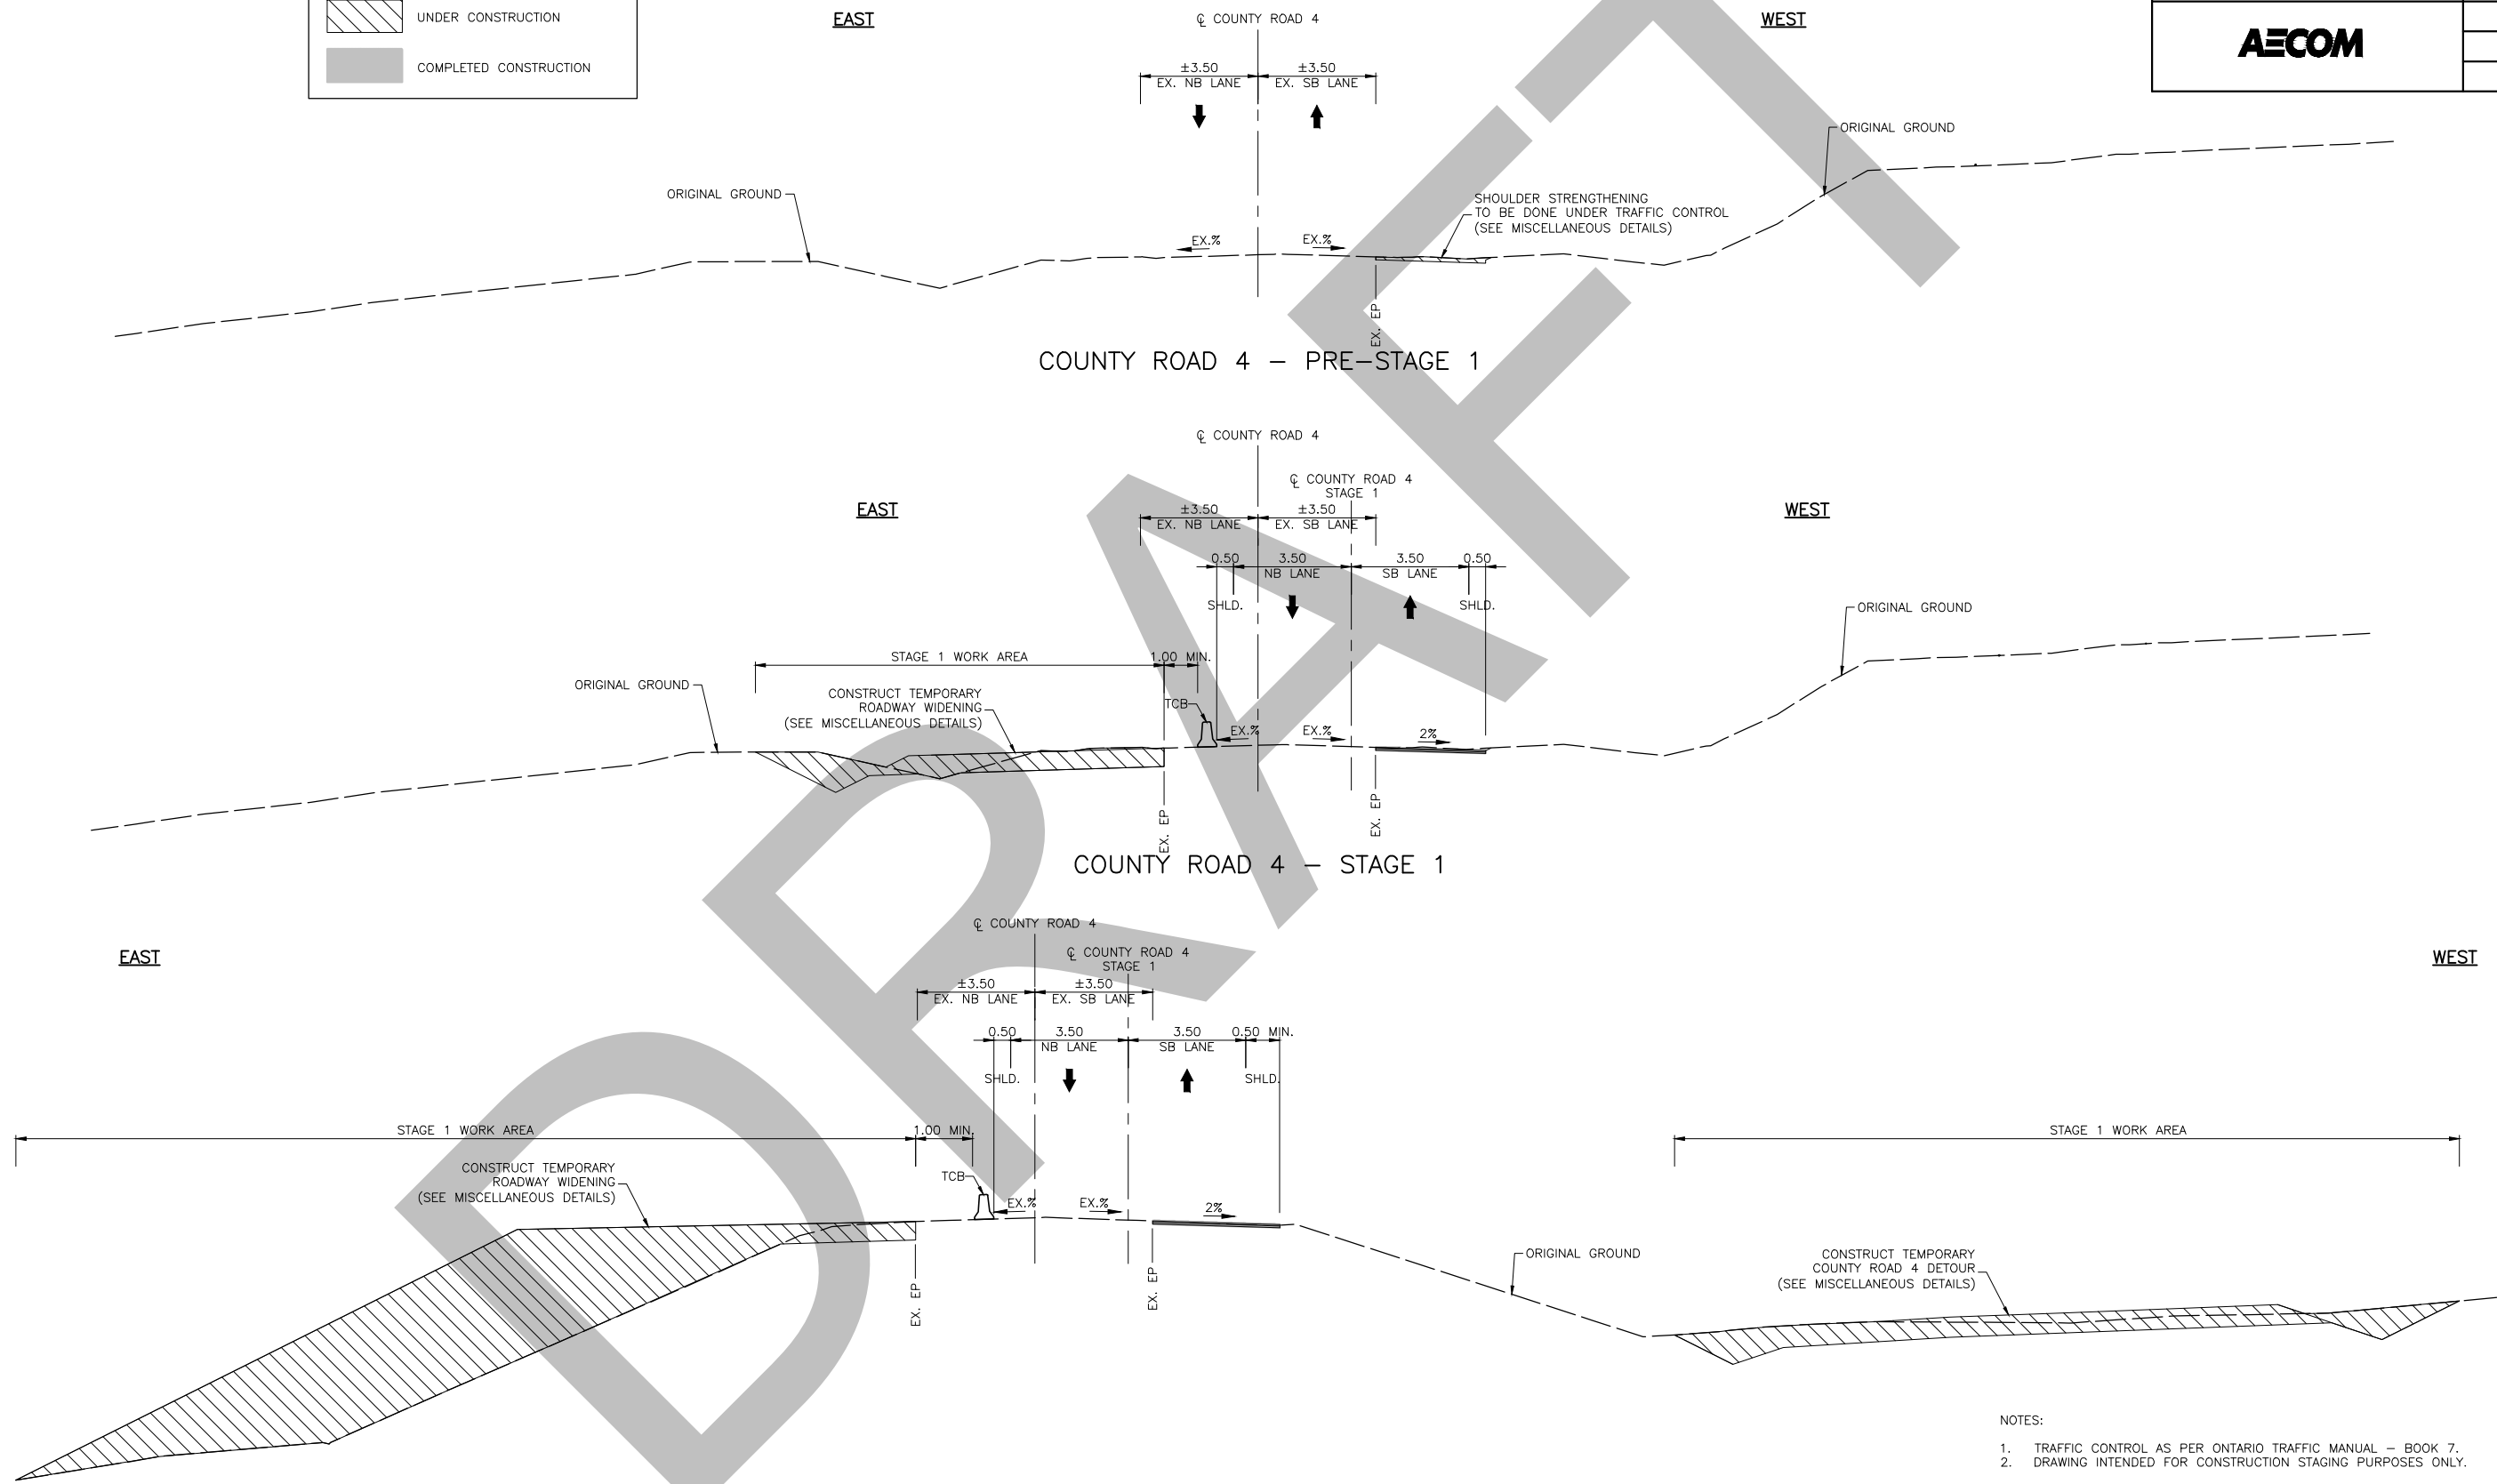 UNDER CONSTRUCTION
COMPLETED CONSTRUCTION
EAST
℄ COUNTY ROAD 4
WEST
AECOM
±3.50
±3.50
EX. NB LANE
EX. SB LANE
ORIGINAL GROUND
ORIGINAL GROUND
SHOULDER STRENGTHENING
TO BE DONE UNDER TRAFFIC CONTROL
(SEE MISCELLANEOUS DETAILS)
EX.%
EX.%
EX. EP
COUNTY ROAD 4 – PRE–STAGE 1
℄ COUNTY ROAD 4
℄ COUNTY ROAD 4
STAGE 1
EAST
WEST
±3.50
±3.50
EX. NB LANE
EX. SB LANE
0.50
3.50
3.50
0.50
NB LANE
SB LANE
SHLD.
SHLD.
ORIGINAL GROUND
STAGE 1 WORK AREA
1.00 MIN.
ORIGINAL GROUND
CONSTRUCT TEMPORARY
ROADWAY WIDENING
(SEE MISCELLANEOUS DETAILS)
TCB
EX.%
EX.%
2%
EX. EP
EX. EP
COUNTY ROAD 4 – STAGE 1
℄ COUNTY ROAD 4
℄ COUNTY ROAD 4
STAGE 1
EAST
WEST
±3.50
±3.50
EX. NB LANE
EX. SB LANE
0.50
3.50
3.50
0.50 MIN.
NB LANE
SB LANE
SHLD.
SHLD.
STAGE 1 WORK AREA
1.00 MIN.
STAGE 1 WORK AREA
CONSTRUCT TEMPORARY
ROADWAY WIDENING
(SEE MISCELLANEOUS DETAILS)
TCB
EX.%
EX.%
2%
ORIGINAL GROUND
CONSTRUCT TEMPORARY
COUNTY ROAD 4 DETOUR
(SEE MISCELLANEOUS DETAILS)
EX. EP
EX. EP
NOTES:
1. TRAFFIC CONTROL AS PER ONTARIO TRAFFIC MANUAL – BOOK 7.
2. DRAWING INTENDED FOR CONSTRUCTION STAGING PURPOSES ONLY.
DRAFT